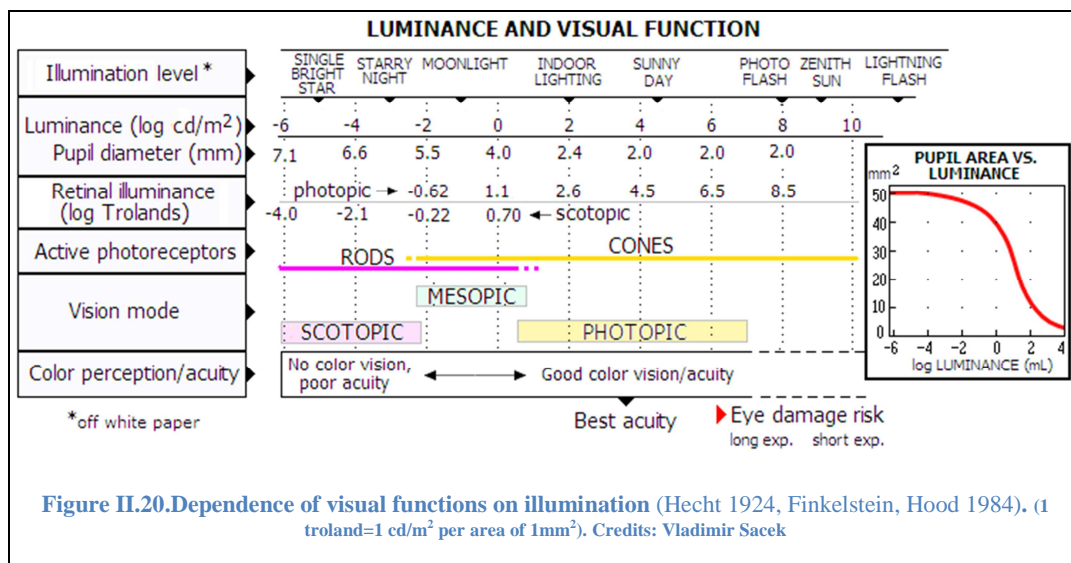 LUMINANCE AND VISUAL FUNCTION
Illumination level *
SINGLE BRIGHT STAR
STARRY NIGHT
MOONLIGHT
INDOOR LIGHTING
SUNNY DAY
PHOTO FLASH
ZENITH SUN
LIGHTNING FLASH
Luminance (log cd/m²) -6 -4 -2 0 2 4 6 8 10
Pupil diameter (mm) 7.1 6.6 5.5 4.0 2.4 2.0 2.0 2.0
Retinal illuminance (log Trolands)
photopic -0.62 1.1 2.6 4.5 6.5 8.5
-4.0 -2.1 -0.22 0.70 scotopic
Active photoreceptors
RODS
CONES
Vision mode
MESOPIC
SCOTOPIC
PHOTOPIC
Color perception/acuity
No color vision, poor acuity
Good color vision/acuity
*off white paper
Best acuity
Eye damage risk
long exp. short exp.
PUPIL AREA VS. LUMINANCE
mm²
50
40
30
20
10
0
-6 -4 -2 0 2 4
log LUMINANCE (mL)
Figure II.20.Dependence of visual functions on illumination (Hecht 1924, Finkelstein, Hood 1984). (1
troland=1 cd/m² per area of 1mm²). Credits: Vladimir Sacek